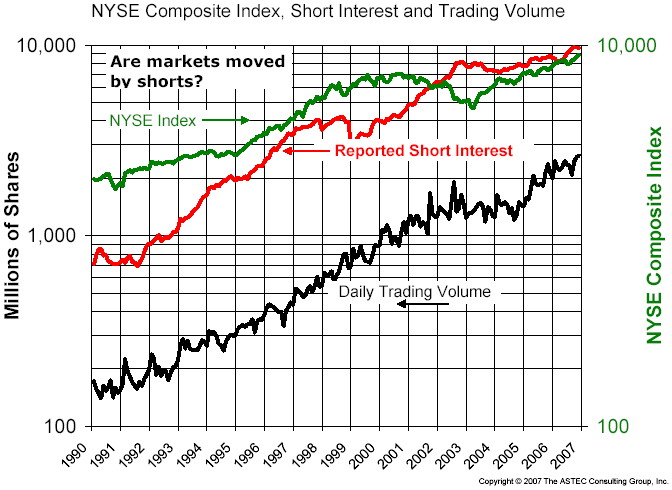 NYSE Composite Index, Short Interest and Trading Volume
10,000
10,000
Are markets moved
by shorts?
NYSE Index
Reported Short Interest
Millions of Shares
NYSE Composite Index
1,000
Daily Trading Volume
100
100
1990 1991 1992 1993 1994 1995 1996 1997 1998 1999 2000 2001 2002 2003 2004 2005 2006 2007
Copyright © 2007 The ASTEC Consulting Group, Inc.